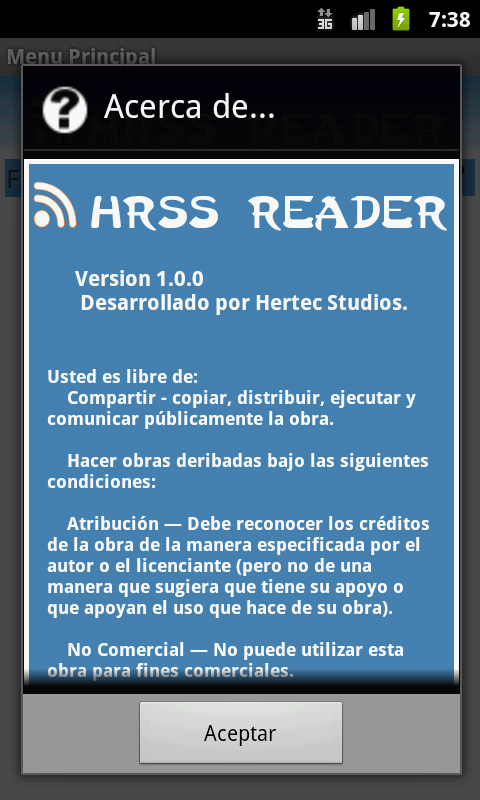 3G 7:38
Menu Principal
Acerca de...
HRSS READER
Version 1.0.0
Desarrollado por Hertec Studios.
Usted es libre de:
Compartir - copiar, distribuir, ejecutar y
comunicar públicamente la obra.
Hacer obras deribadas bajo las siguientes
condiciones:
Atribución — Debe reconocer los créditos
de la obra de la manera especificada por el
autor o el licenciante (pero no de una
manera que sugiera que tiene su apoyo o
que apoyan el uso que hace de su obra).
No Comercial — No puede utilizar esta
obra para fines comerciales.
Aceptar